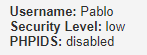 Username: Pablo
Security Level: low
PHPIDS: disabled